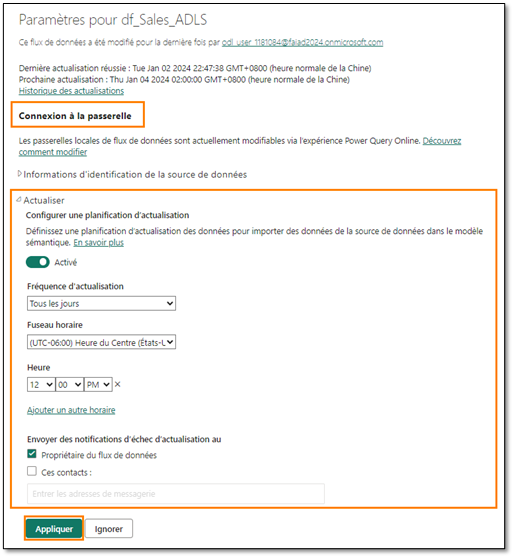 Paramètres pour df_Sales_ADLS
Ce flux de données a été modifié pour la dernière fois par odl_user_1181084@faiad2024.onmicrosoft.com
Dernière actualisation réussie : Tue Jan 02 2024 22:47:38 GMT+0800 (heure normale de la Chine)
Prochaine actualisation : Thu Jan 04 2024 02:00:00 GMT+0800 (heure normale de la Chine)
Historique des actualisations
Connexion à la passerelle
Les passerelles locales de flux de données sont actuellement modifiables via l'expérience Power Query Online. Découvrez
comment modifier
Informations d'identification de la source de données
Actualiser
Configurer une planification d'actualisation
Définissez une planification d'actualisation des données pour importer des données de la source de données dans le modèle
sémantique. En savoir plus
Activé
Fréquence d'actualisation
Tous les jours
Fuseau horaire
(UTC-06:00) Heure du Centre (États-U
Heure
12 00 PM ×
Ajouter un autre horaire
Envoyer des notifications d'échec d'actualisation au
Propriétaire du flux de données
Ces contacts :
Entrer les adresses de messagerie
Appliquer Ignorer